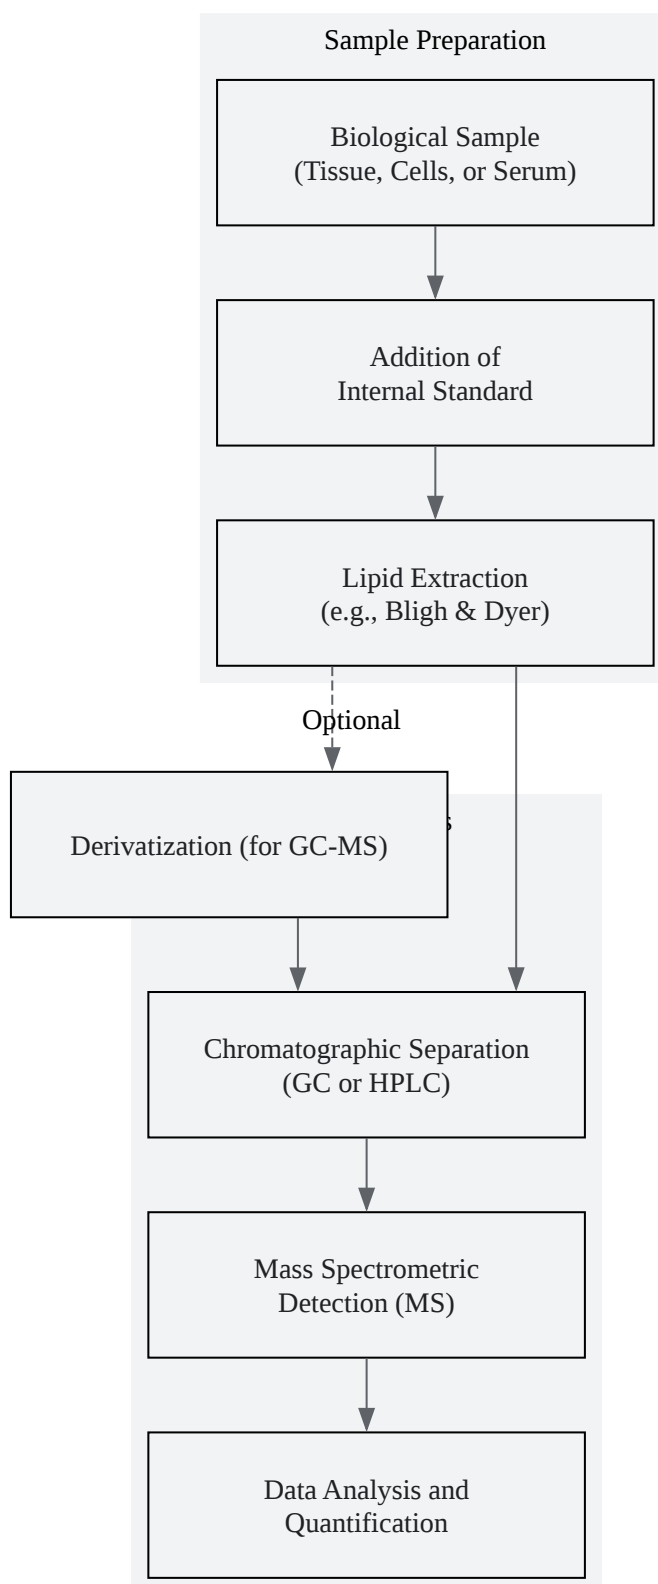 Sample Preparation
Biological Sample
(Tissue, Cells, or Serum)
Addition of
Internal Standard
Lipid Extraction
(e.g., Bligh & Dyer)
Optional
Derivatization (for GC-MS)
Chromatographic Separation
(GC or HPLC)
Mass Spectrometric
Detection (MS)
Data Analysis and
Quantification